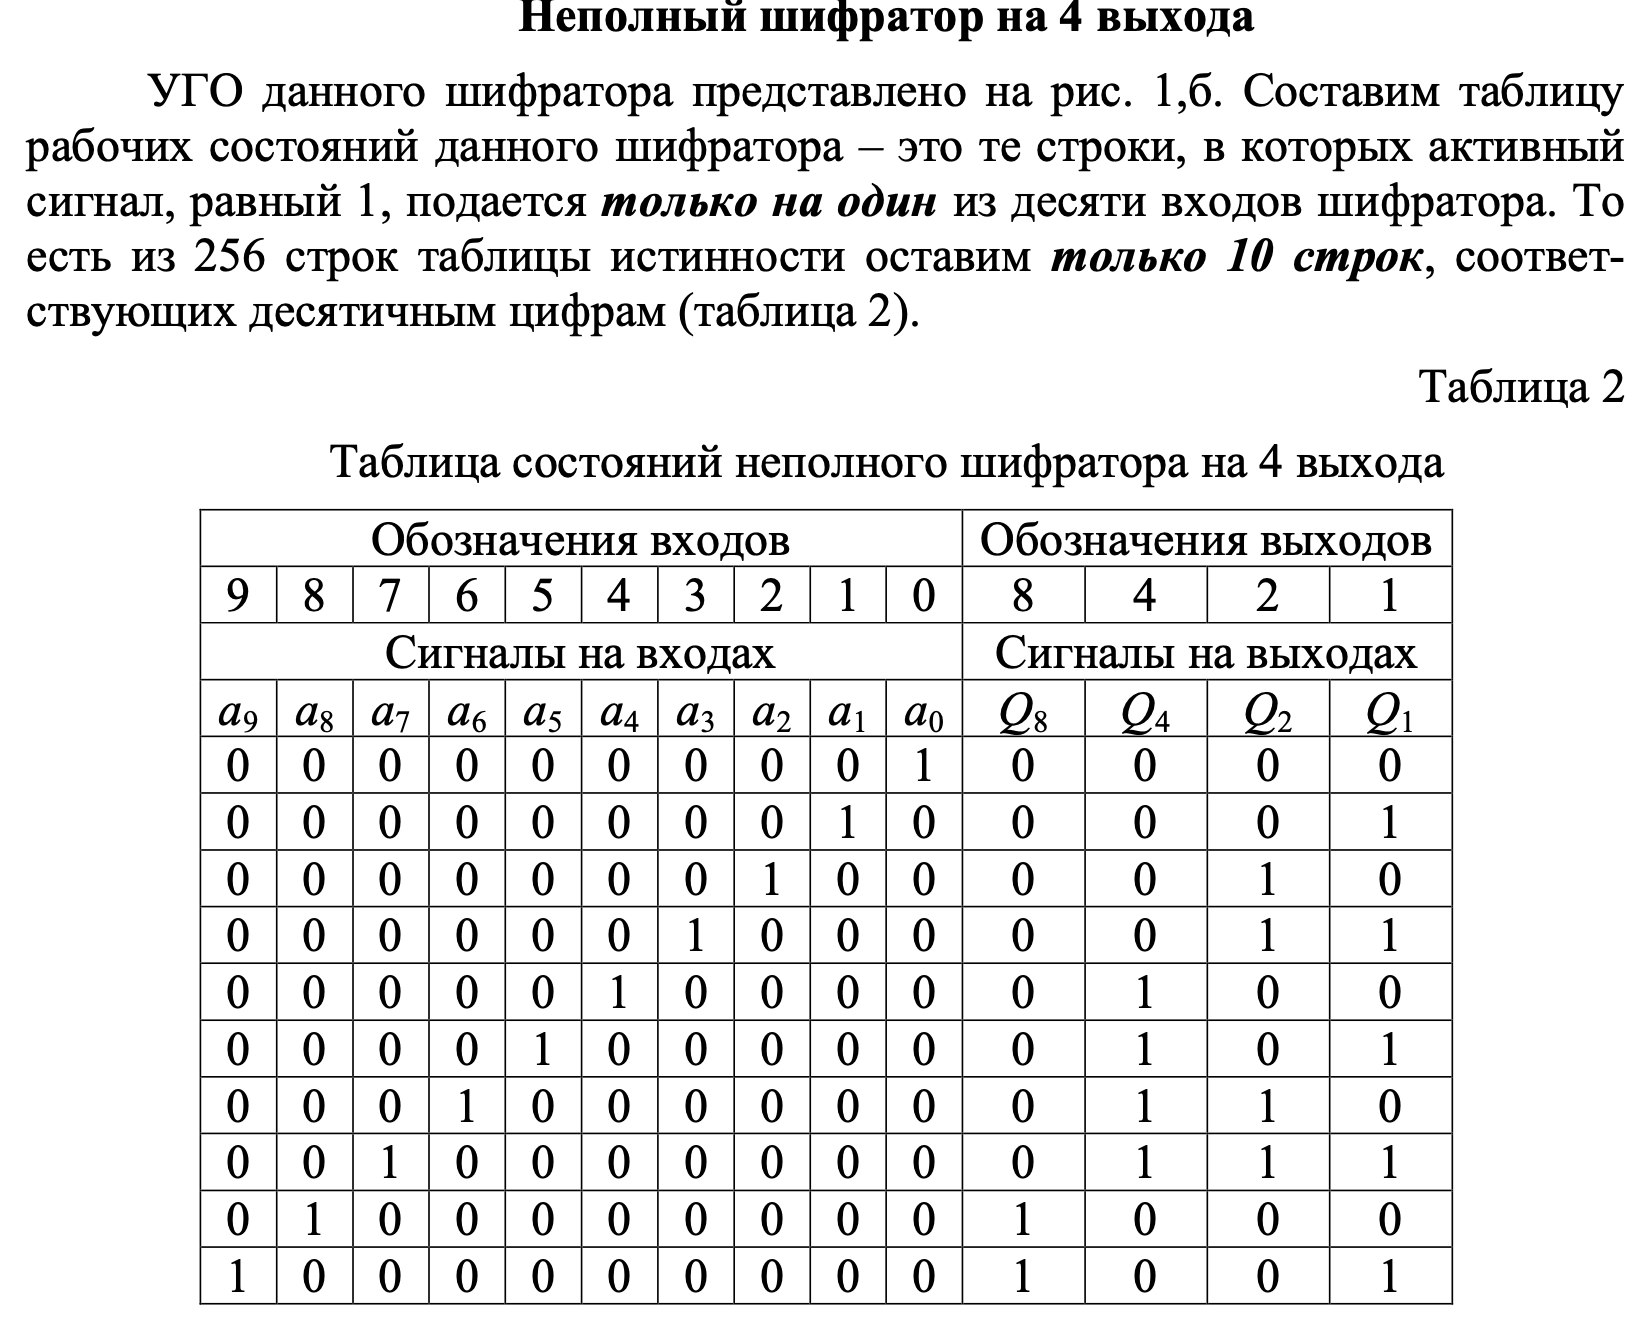 Неполный шифратор на 4 выхода
УГО данного шифратора представлено на рис. 1,б. Составим таблицу
рабочих состояний данного шифратора – это те строки, в которых активный
сигнал, равный 1, подается только на один из десяти входов шифратора. То
есть из 256 строк таблицы истинности оставим только 10 строк, соответ-
ствующих десятичным цифрам (таблица 2).
Таблица 2
Таблица состояний неполного шифратора на 4 выхода
Обозначения входов Обозначения выходов
9 8 7 6 5 4 3 2 1 0 8 4 2 1
Сигналы на входах Сигналы на выходах
a9 a8 a7 a6 a5 a4 a3 a2 a1 a0 Q8 Q4 Q2 Q1
0 0 0 0 0 0 0 0 0 1 0 0 0 0
0 0 0 0 0 0 0 0 1 0 0 0 0 1
0 0 0 0 0 0 0 1 0 0 0 0 1 0
0 0 0 0 0 0 1 0 0 0 0 0 1 1
0 0 0 0 0 1 0 0 0 0 0 1 0 0
0 0 0 0 1 0 0 0 0 0 0 1 0 1
0 0 0 1 0 0 0 0 0 0 0 1 1 0
0 0 1 0 0 0 0 0 0 0 0 1 1 1
0 1 0 0 0 0 0 0 0 0 1 0 0 0
1 0 0 0 0 0 0 0 0 0 1 0 0 1